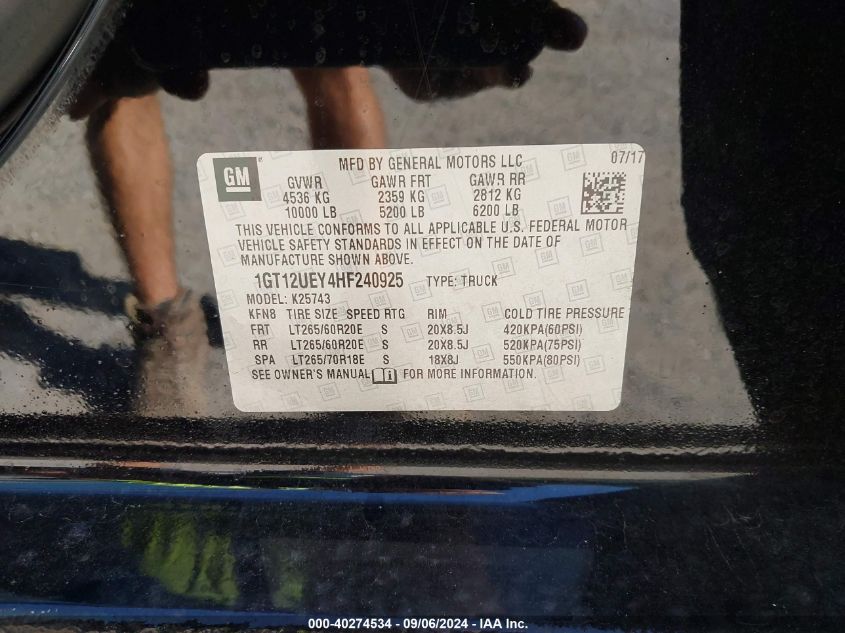 GM
MFD BY GENERAL MOTORS LLC 07/17
GVWR GAWR FRT GAWR RR
4536 KG 2359 KG 2812 KG
10000 LB 5200 LB 6200 LB
THIS VEHICLE CONFORMS TO ALL APPLICABLE U.S. FEDERAL MOTOR
VEHICLE SAFETY STANDARDS IN EFFECT ON THE DATE OF
MANUFACTURE SHOWN ABOVE.
1GT12UEY4HF240925 TYPE: TRUCK
MODEL: K25743
KFN8 TIRE SIZE SPEED RTG RIM COLD TIRE PRESSURE
FRT LT265/60R20E S 20X8.5J 420KPA(60PSI)
RR LT265/60R20E S 20X8.5J 520KPA(75PSI)
SPA LT265/70R18E S 18X8J 550KPA(80PSI)
SEE OWNER'S MANUAL i FOR MORE INFORMATION.
000-40274534 - 09/06/2024 - IAA Inc.